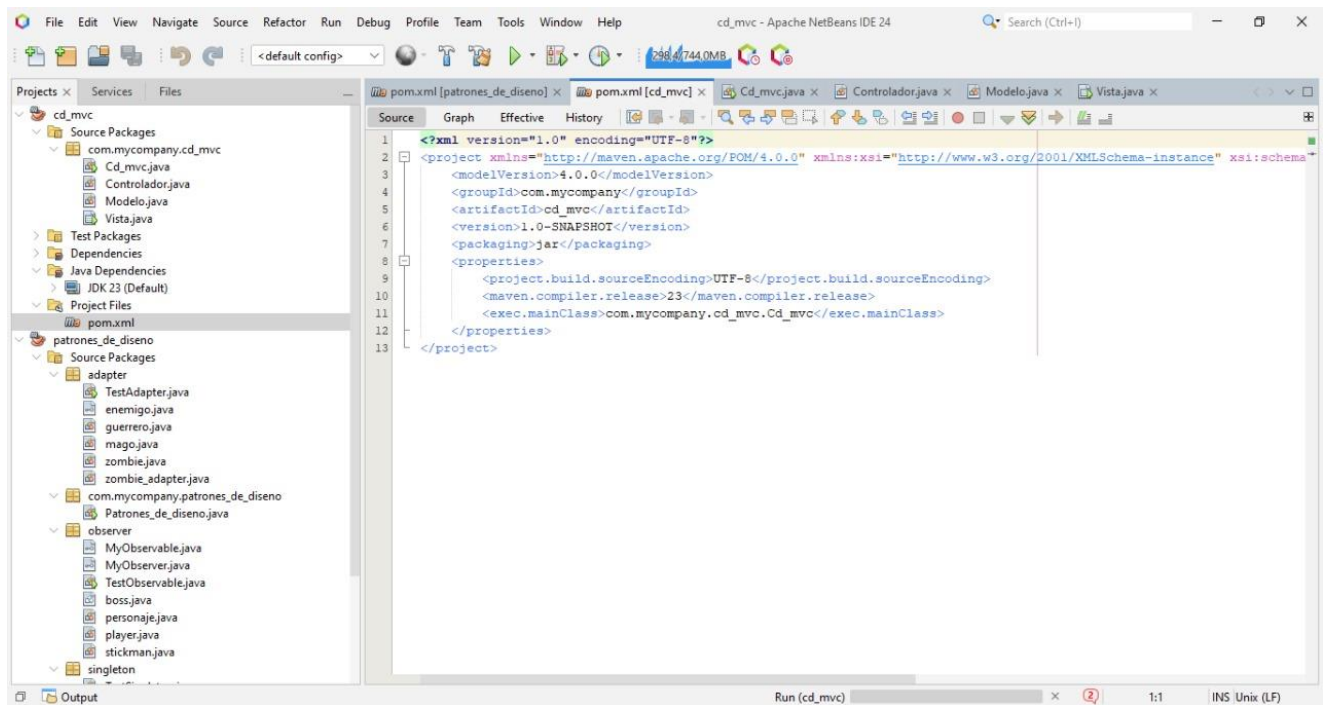 File Edit View Navigate Source Refactor Run Debug Profile Team Tools Window Help cd_mvc - Apache NetBeans IDE 24 Search (Ctrl+I)
<default config> 298,4/744,0MB
Projects Services Files
cd_mvc
Source Packages
com.mycompany.cd_mvc
Cd_mvc.java
Controlador.java
Modelo.java
Vista.java
Test Packages
Dependencies
Java Dependencies
JDK 23 (Default)
Project Files
pom.xml
patrones_de_diseno
Source Packages
adapter
TestAdapter.java
enemigo.java
guerrero.java
mago.java
zombie.java
zombie_adapter.java
com.mycompany.patrones_de_diseno
Patrones_de_diseno.java
observer
MyObservable.java
MyObserver.java
TestObservable.java
boss.java
personaje.java
player.java
stickman.java
singleton
pom.xml [patrones_de_diseno] pom.xml [cd_mvc] Cd_mvc.java Controlador.java Modelo.java Vista.java
Source Graph Effective History
1 <?xml version="1.0" encoding="UTF-8"?>
2 <project xmlns="http://maven.apache.org/POM/4.0.0" xmlns:xsi="http://www.w3.org/2001/XMLSchema-instance" xsi:schema
3 <modelVersion>4.0.0</modelVersion>
4 <groupId>com.mycompany</groupId>
5 <artifactId>cd_mvc</artifactId>
6 <version>1.0-SNAPSHOT</version>
7 <packaging>jar</packaging>
8 <properties>
9 <project.build.sourceEncoding>UTF-8</project.build.sourceEncoding>
10 <maven.compiler.release>23</maven.compiler.release>
11 <exec.mainClass>com.mycompany.cd_mvc.Cd_mvc</exec.mainClass>
12 </properties>
13 </project>
Output Run (cd_mvc) 2 1:1 INS Unix (LF)